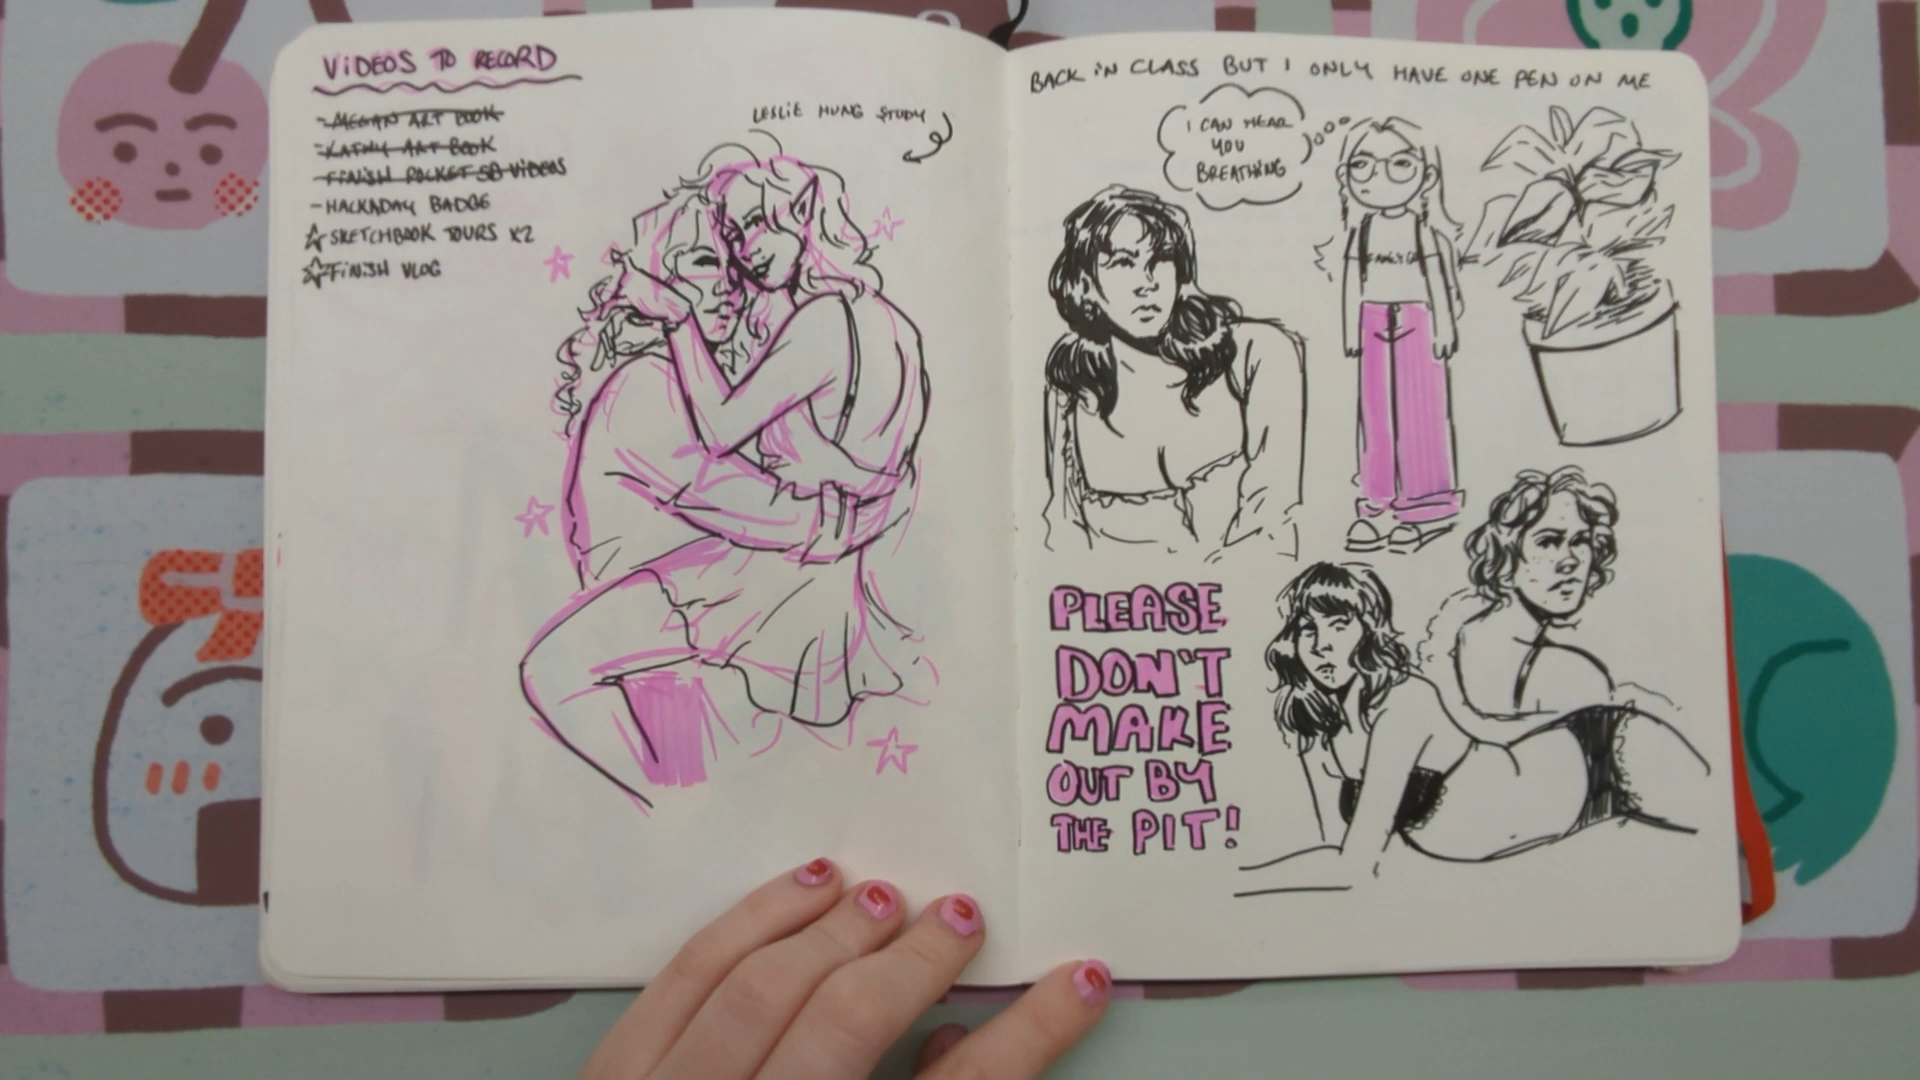 VIDEOS TO RECORD
- MEGAN ART BOOK
- KATHY ART BOOK
- FINISH POCKET SB VIDEOS
- HACKADAY BADGE
☆ SKETCHBOOK TOURS X2
☆ FINISH VLOG
LESLIE HUNG STUDY
BACK IN CLASS BUT I ONLY HAVE ONE PEN ON ME
I CAN HEAR
YOU
BREATHING
PLEASE
DON'T
MAKE
OUT BY
THE PIT!